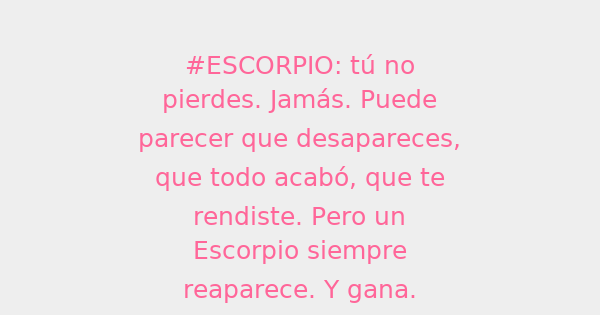 #ESCORPIO: tú no
pierdes. Jamás. Puede
parecer que desapareces,
que todo acabó, que te
rendiste. Pero un
Escorpio siempre
reaparece. Y gana.